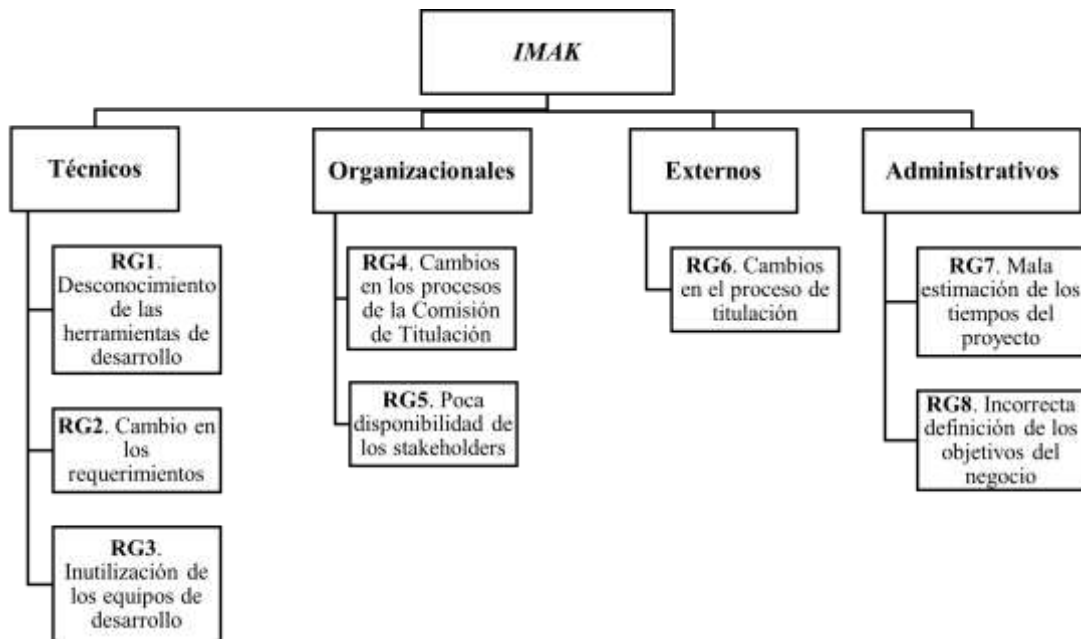 IMAK
Técnicos
Organizacionales
Externos
Administrativos
RG1.
Desconocimiento
de las
herramientas de
desarrollo
RG2. Cambio en
los
requerimientos
RG3.
Inutilización de
los equipos de
desarrollo
RG4. Cambios
en los procesos
de la Comisión
de Titulación
RG5. Poca
disponibilidad de
los stakeholders
RG6. Cambios
en el proceso de
titulación
RG7. Mala
estimación de los
tiempos del
proyecto
RG8. Incorrecta
definición de los
objetivos del
negocio